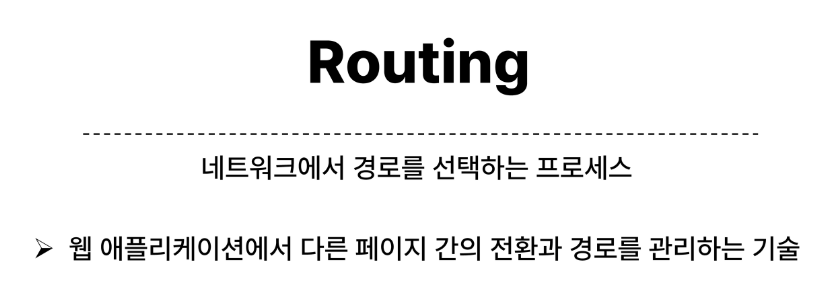 Routing
네트워크에서 경로를 선택하는 프로세스
➢ 웹 애플리케이션에서 다른 페이지 간의 전환과 경로를 관리하는 기술